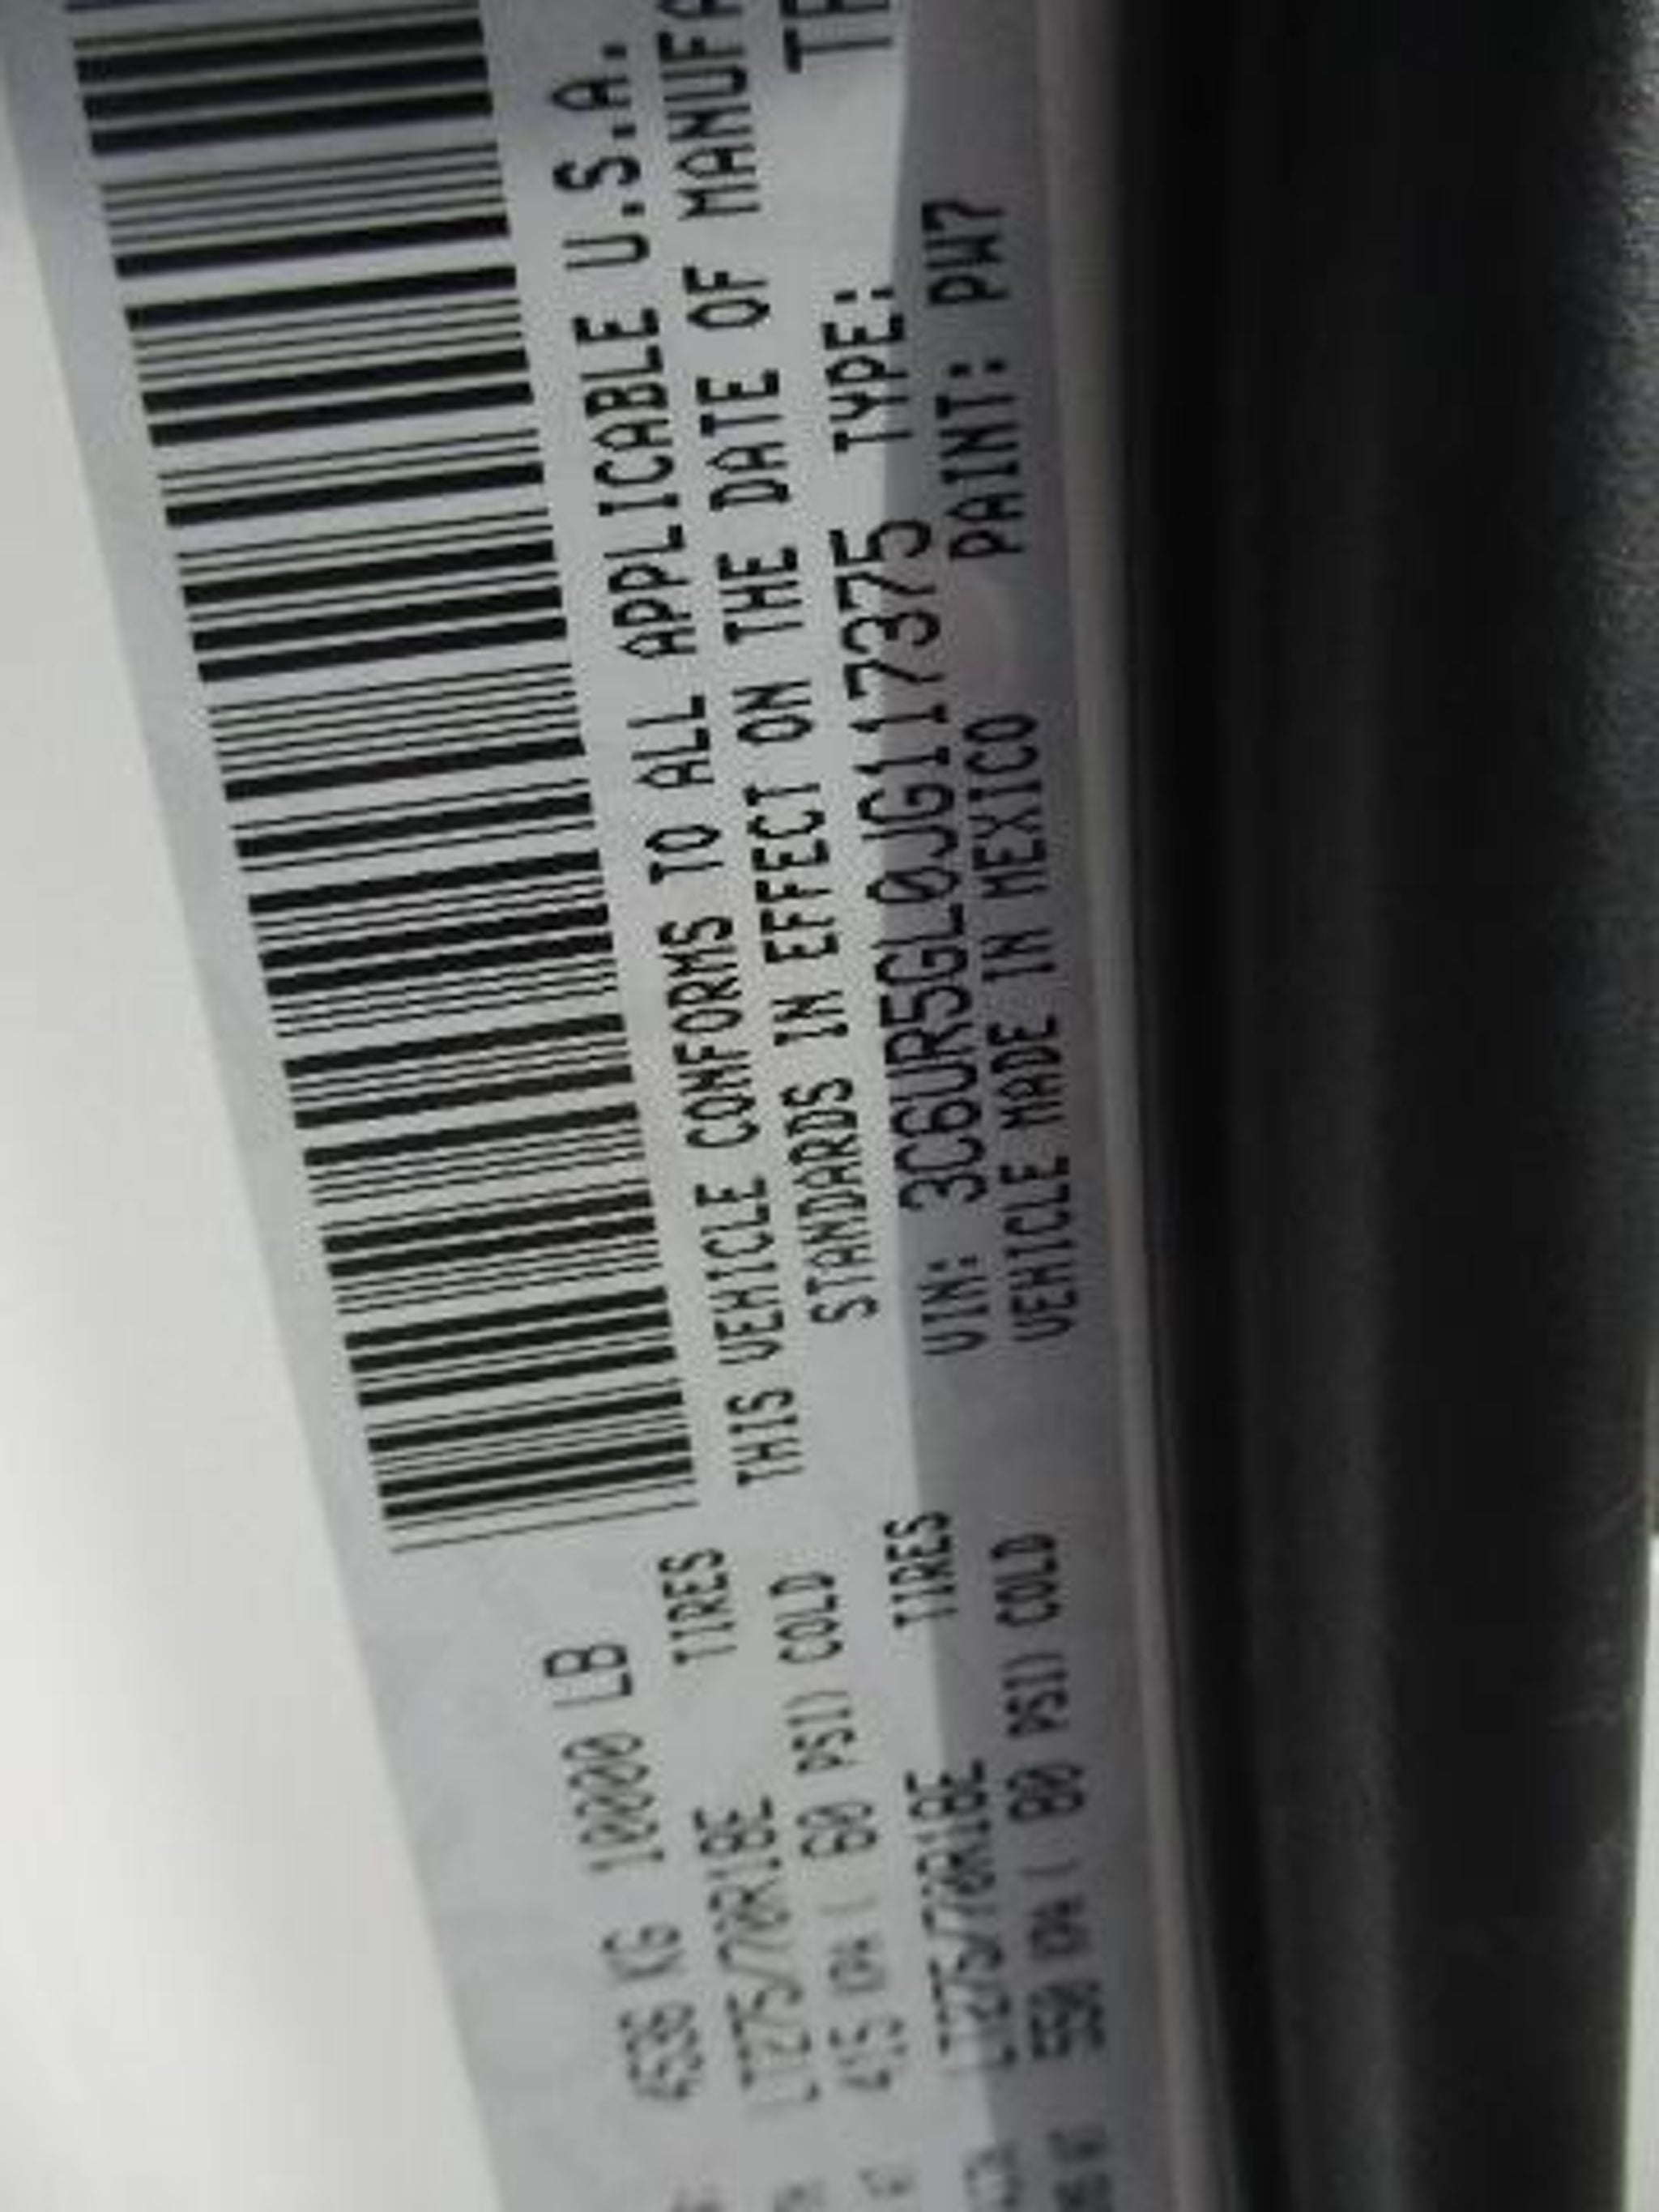 4536 KG 10000 LB
LT275/70R18E TIRES
415 KPA ( 60 PSI) COLD
LT275/70R18E TIRES
550 KPA ( 80 PSI) COLD
THIS VEHICLE CONFORMS TO ALL APPLICABLE U.S.A.
STANDARDS IN EFFECT ON THE DATE OF
VIN: 3C6UR5GL0JG117375 TYPE:
VEHICLE MADE IN MEXICO PAINT: PW7